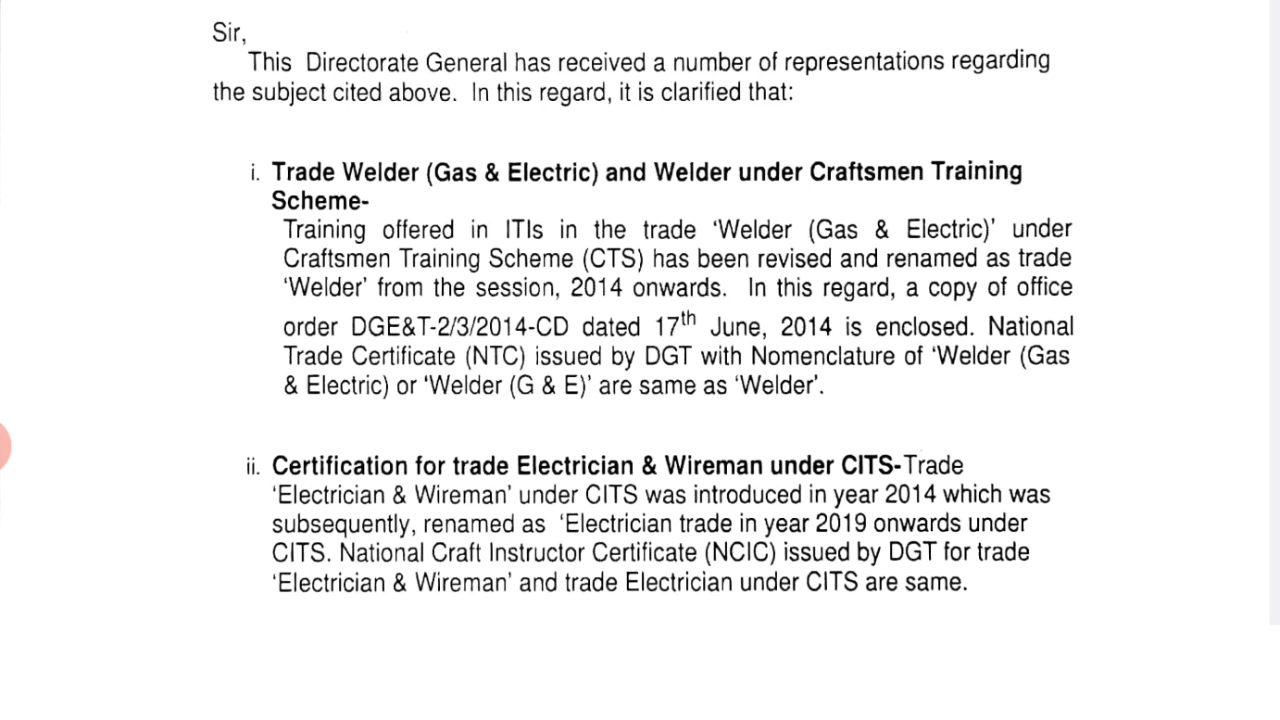 Sir,
This Directorate General has received a number of representations regarding
the subject cited above. In this regard, it is clarified that:
i. Trade Welder (Gas & Electric) and Welder under Craftsmen Training
Scheme-
Training offered in ITIs in the trade 'Welder (Gas & Electric)' under
Craftsmen Training Scheme (CTS) has been revised and renamed as trade
'Welder' from the session, 2014 onwards. In this regard, a copy of office
order DGE&T-2/3/2014-CD dated 17th June, 2014 is enclosed. National
Trade Certificate (NTC) issued by DGT with Nomenclature of 'Welder (Gas
& Electric) or 'Welder (G & E)' are same as 'Welder'.
ii. Certification for trade Electrician & Wireman under CITS-Trade
'Electrician & Wireman' under CITS was introduced in year 2014 which was
subsequently, renamed as 'Electrician trade in year 2019 onwards under
CITS. National Craft Instructor Certificate (NCIC) issued by DGT for trade
'Electrician & Wireman' and trade Electrician under CITS are same.